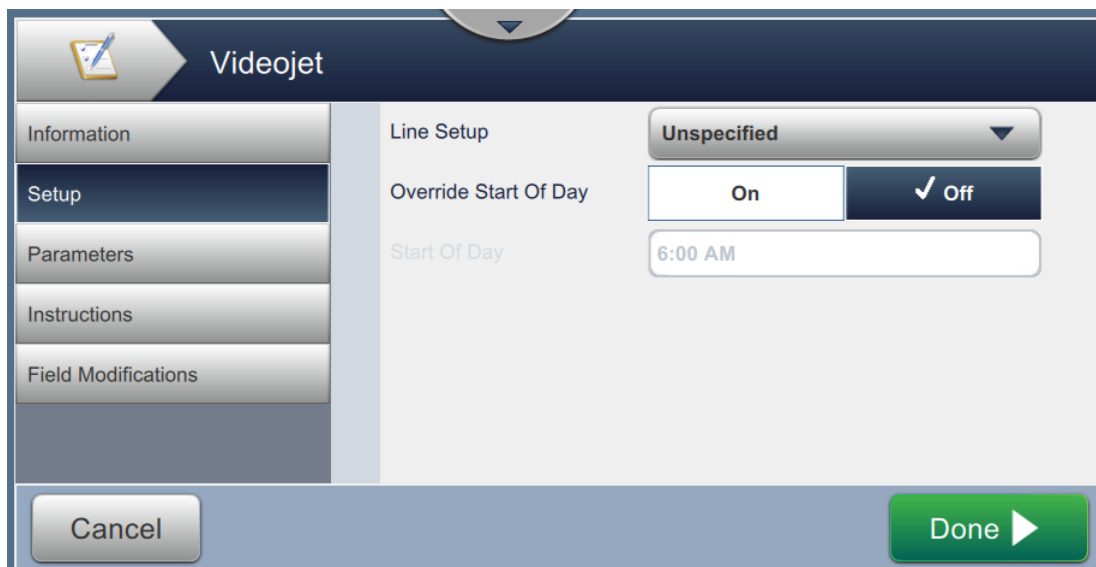 Videojet
Information
Setup
Parameters
Instructions
Field Modifications
Line Setup
Unspecified
Override Start Of Day
On
Off
Start Of Day
6:00 AM
Cancel
Done